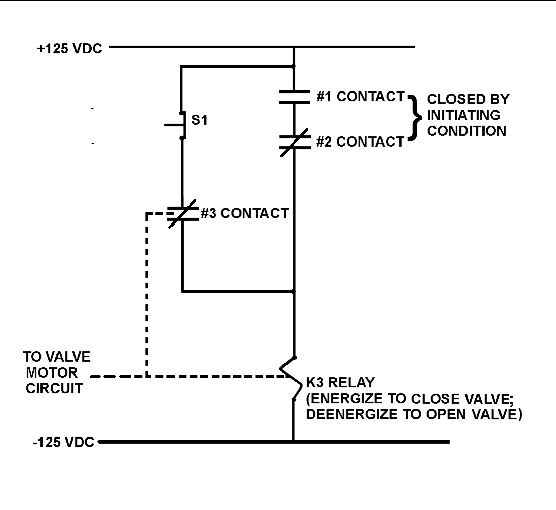 +125 VDC
#1 CONTACT
CLOSED BY
INITIATING
CONDITION
S1
#2 CONTACT
#3 CONTACT
TO VALVE
MOTOR
CIRCUIT
K3 RELAY
(ENERGIZE TO CLOSE VALVE;
DEENERGIZE TO OPEN VALVE)
-125 VDC